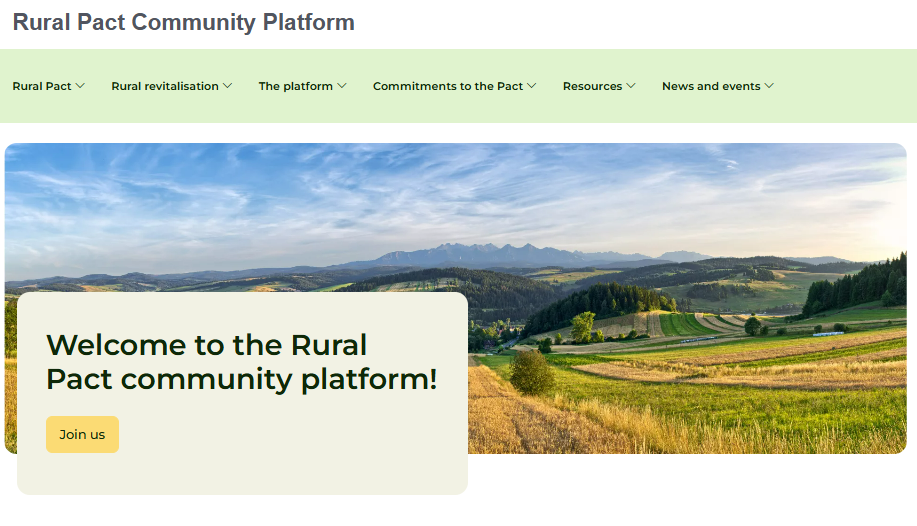 Rural Pact Community Platform
Rural Pact
Rural revitalisation
The platform
Commitments to the Pact
Resources
News and events
Welcome to the Rural
Pact community platform!
Join us